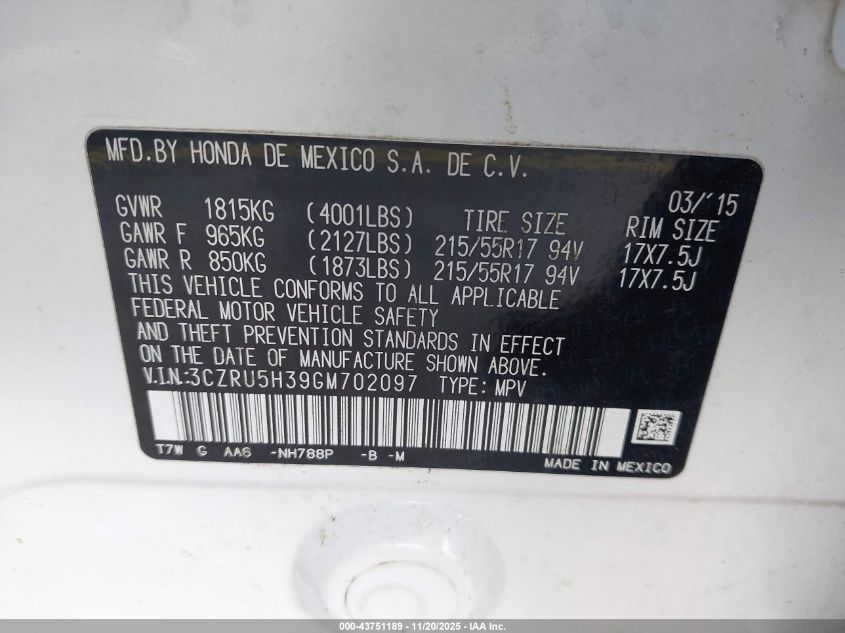 MFD.BY HONDA DE MEXICO S.A. DE C.V.
03/'15
GVWR 1815KG (4001LBS) TIRE SIZE RIM SIZE
GAWR F 965KG (2127LBS) 215/55R17 94V 17X7.5J
GAWR R 850KG (1873LBS) 215/55R17 94V 17X7.5J
THIS VEHICLE CONFORMS TO ALL APPLICABLE
FEDERAL MOTOR VEHICLE SAFETY
AND THEFT PREVENTION STANDARDS IN EFFECT
ON THE DATE OF MANUFACTURE SHOWN ABOVE.
V.I.N.:3CZRU5H39GM702097 TYPE: MPV
T7W G AA6 -NH788P -B -M
MADE IN MEXICO
000-43751189 - 11/20/2025 - IAA Inc.